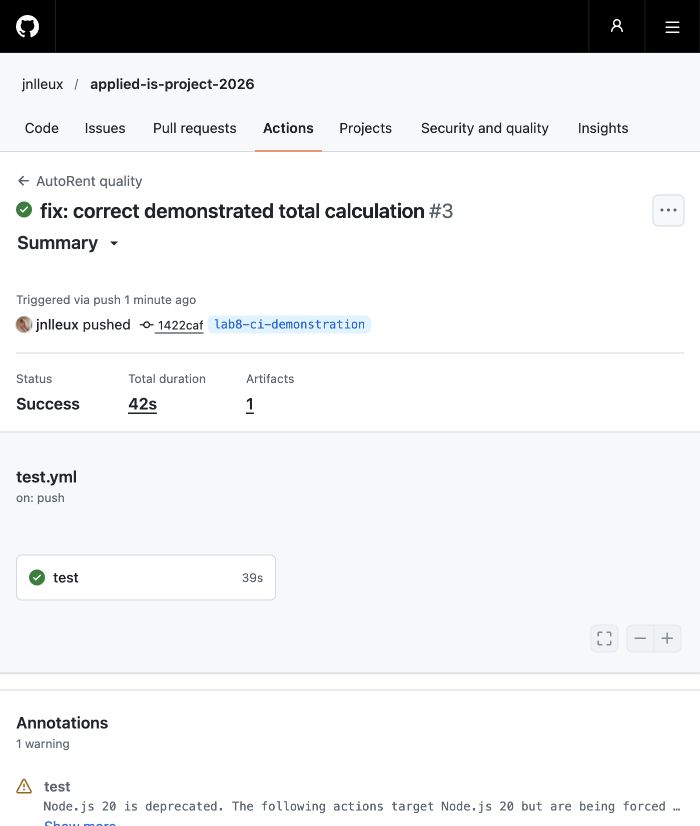 jnlleux / applied-is-project-2026
Code Issues Pull requests Actions Projects Security and quality Insights
← AutoRent quality
fix: correct demonstrated total calculation #3
Summary
Triggered via push 1 minute ago
jnlleux pushed 1422caf lab8-ci-demonstration
Status Total duration Artifacts
Success 42s 1
test.yml
on: push
test 39s
Annotations
1 warning
test
Node.js 20 is deprecated. The following actions target Node.js 20 but are being forced …
Show more